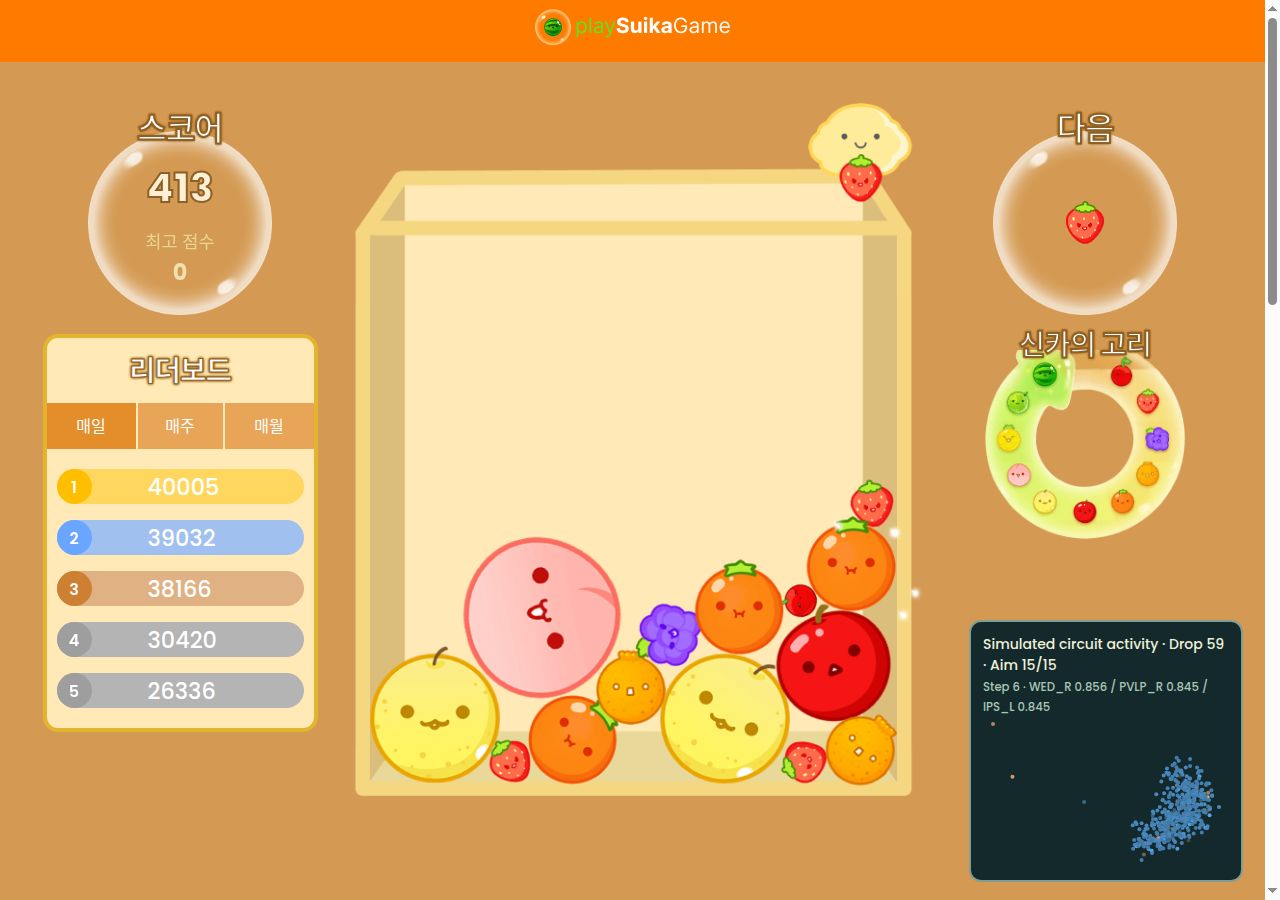 playSuikaGame
스코어
413
최고 점수
0
리더보드
매일 매주 매월
1 40005
2 39032
3 38166
4 30420
5 26336
다음
신카의 고리
Simulated circuit activity · Drop 59
· Aim 15/15
Step 6 · WED_R 0.856 / PVLP_R 0.845 /
IPS_L 0.845